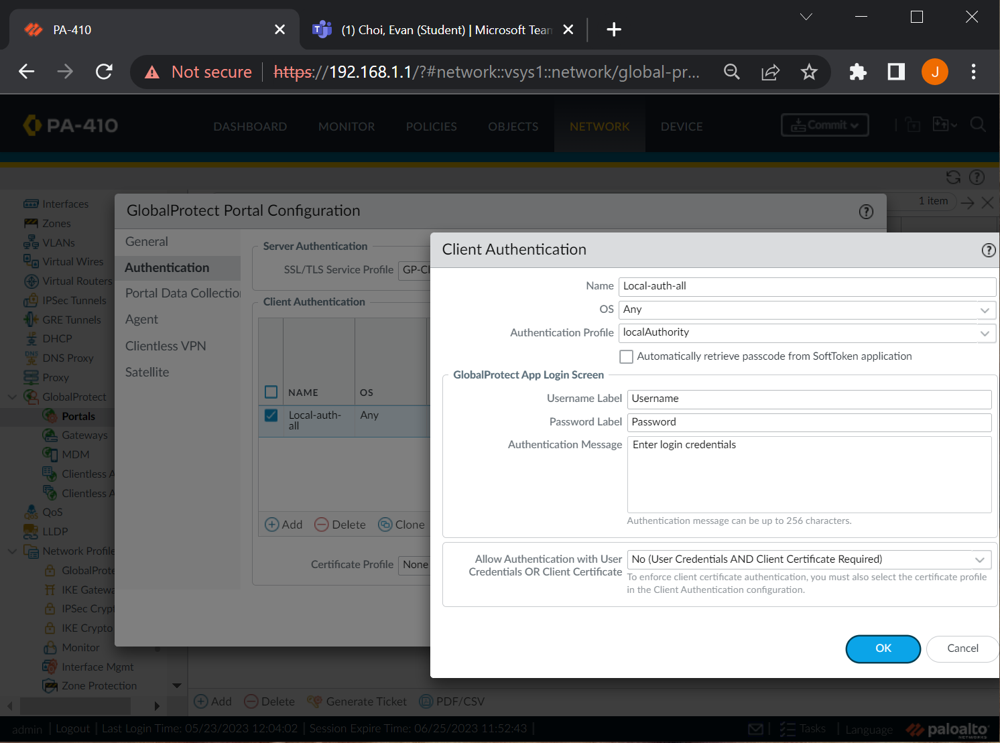 PA-410
(1) Choi, Evan (Student) | Microsoft Team
Not secure
https://192.168.1.1/?#network::vsys1::network/global-pr...
J
PA-410
DASHBOARD
MONITOR
POLICIES
OBJECTS
NETWORK
DEVICE
Commit
1 item
Interfaces
Zones
VLANs
Virtual Wires
Virtual Routers
IPSec Tunnels
GRE Tunnels
DHCP
DNS Proxy
Proxy
GlobalProtect
Portals
Gateways
MDM
Clientless A
Clientless A
QoS
LLDP
Network Profile
GlobalProte
IKE Gatewa
IPSec Crypt
IKE Crypto
Monitor
Interface Mgmt
Zone Protection
GlobalProtect Portal Configuration
General
Authentication
Portal Data Collection
Agent
Clientless VPN
Satellite
Server Authentication
SSL/TLS Service Profile GP-Cl
Client Authentication
NAME OS
Local-auth-all Any
Add Delete Clone
Certificate Profile None
Client Authentication
Name Local-auth-all
OS Any
Authentication Profile localAuthority
Automatically retrieve passcode from SoftToken application
GlobalProtect App Login Screen
Username Label Username
Password Label Password
Authentication Message Enter login credentials
Authentication message can be up to 256 characters.
Allow Authentication with User Credentials OR Client Certificate
No (User Credentials AND Client Certificate Required)
To enforce client certificate authentication, you must also select the certificate profile
in the Client Authentication configuration.
OK
Cancel
Add Delete Generate Ticket PDF/CSV
admin | Logout | Last Login Time: 05/23/2023 12:04:02 | Session Expire Time: 06/25/2023 11:52:43 |
Tasks | Language
paloalto
NETWORKS